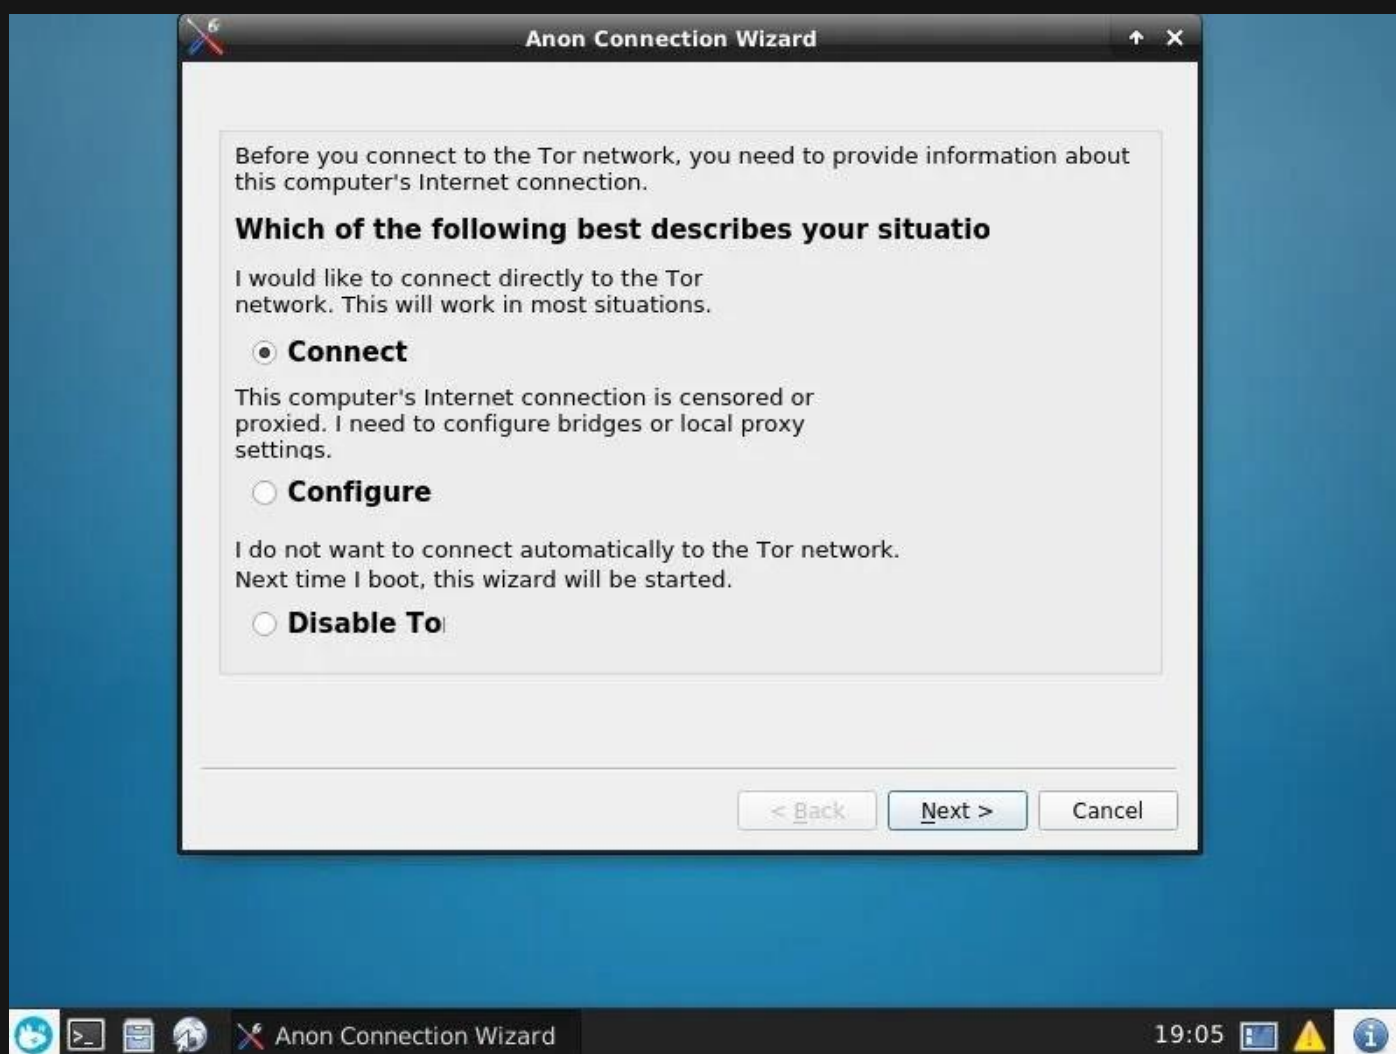 Anon Connection Wizard
Before you connect to the Tor network, you need to provide information about
this computer's Internet connection.
Which of the following best describes your situatio
I would like to connect directly to the Tor
network. This will work in most situations.
Connect
This computer's Internet connection is censored or
proxied. I need to configure bridges or local proxy
settings.
Configure
I do not want to connect automatically to the Tor network.
Next time I boot, this wizard will be started.
Disable To
< Back Next > Cancel
Anon Connection Wizard 19:05